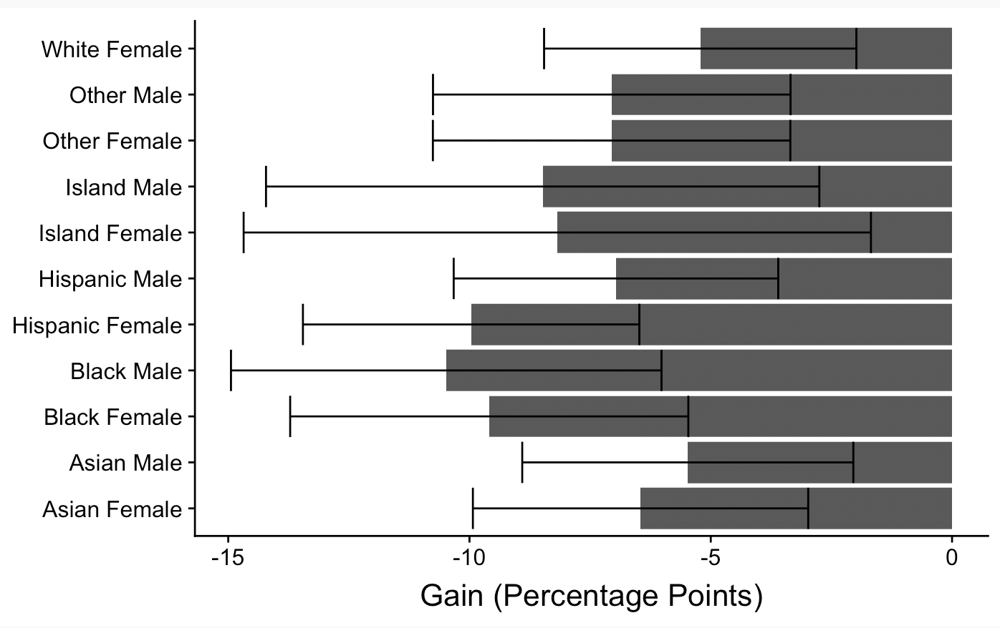 White Female
Other Male
Other Female
Island Male
Island Female
Hispanic Male
Hispanic Female
Black Male
Black Female
Asian Male
Asian Female
-15 -10 -5 0
Gain (Percentage Points)